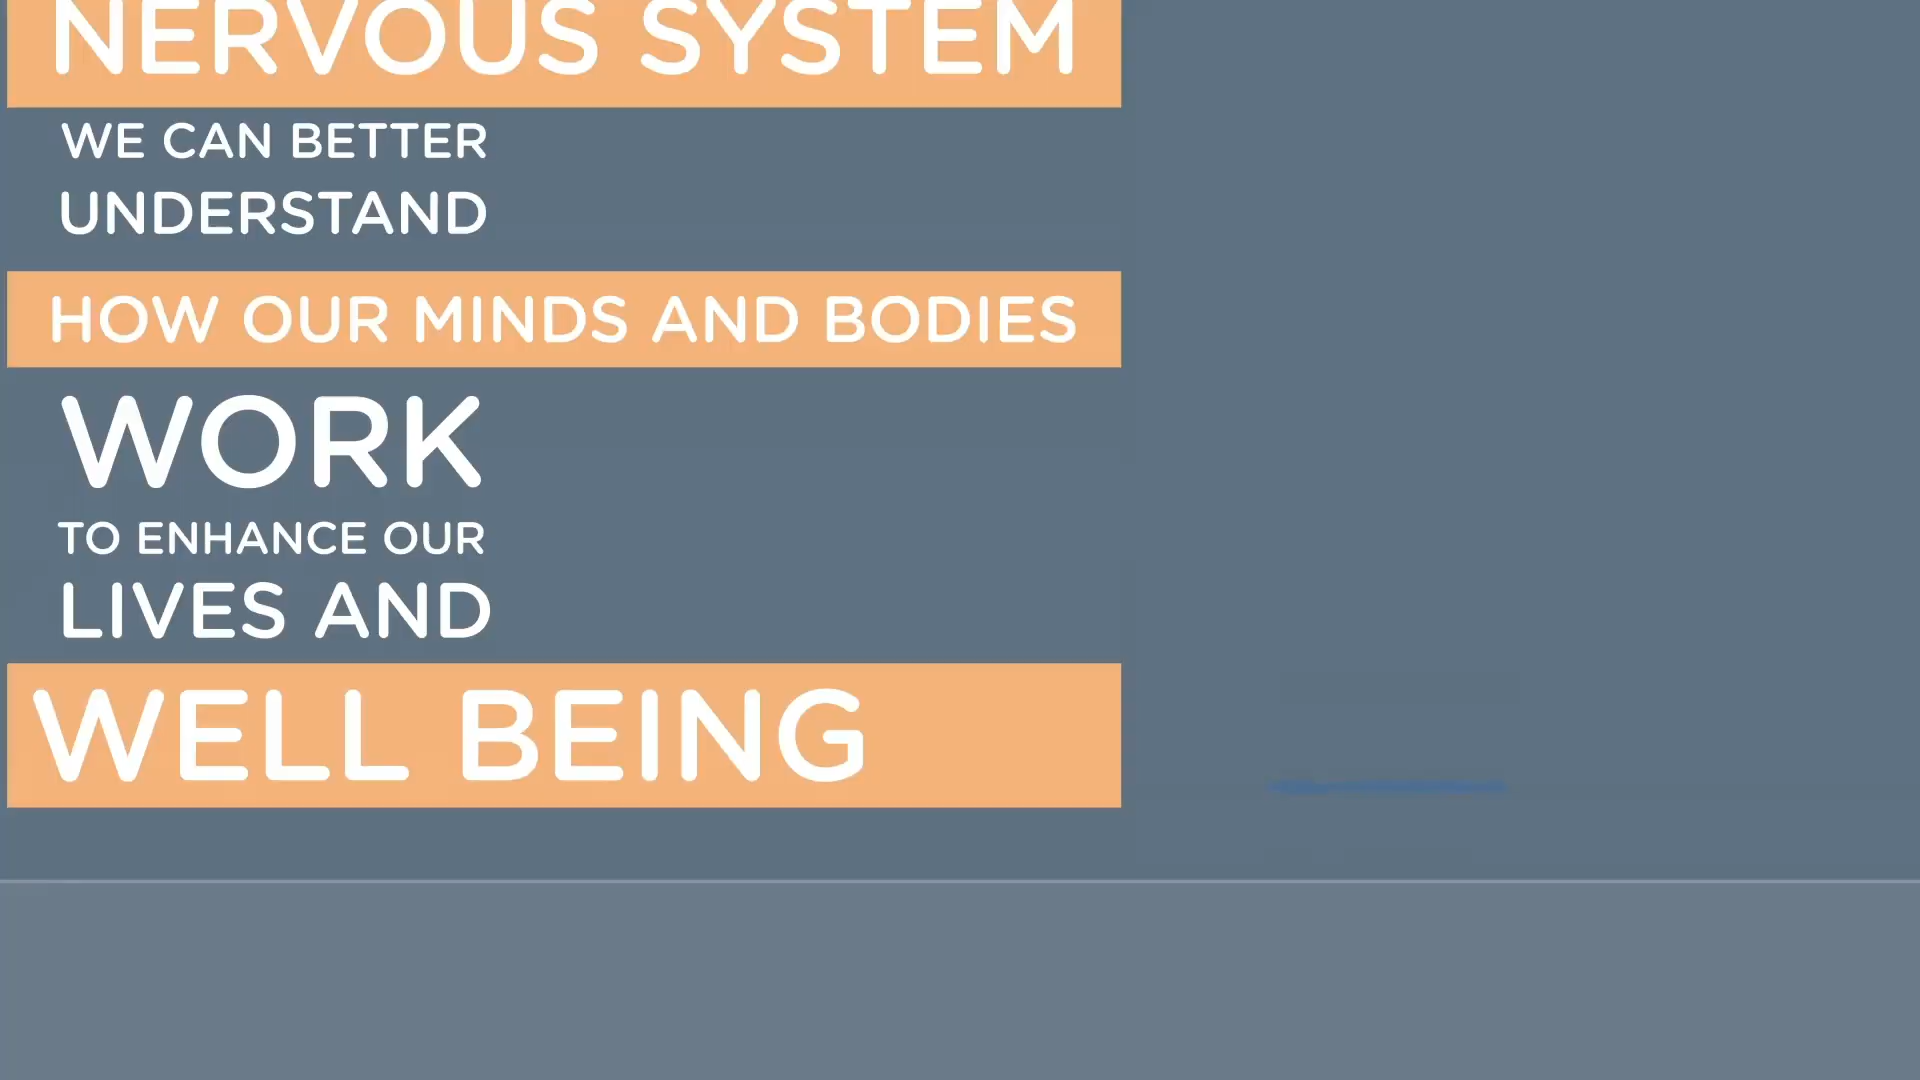 NERVOUS SYSTEM
WE CAN BETTER
UNDERSTAND
HOW OUR MINDS AND BODIES
WORK
TO ENHANCE OUR
LIVES AND
WELL BEING